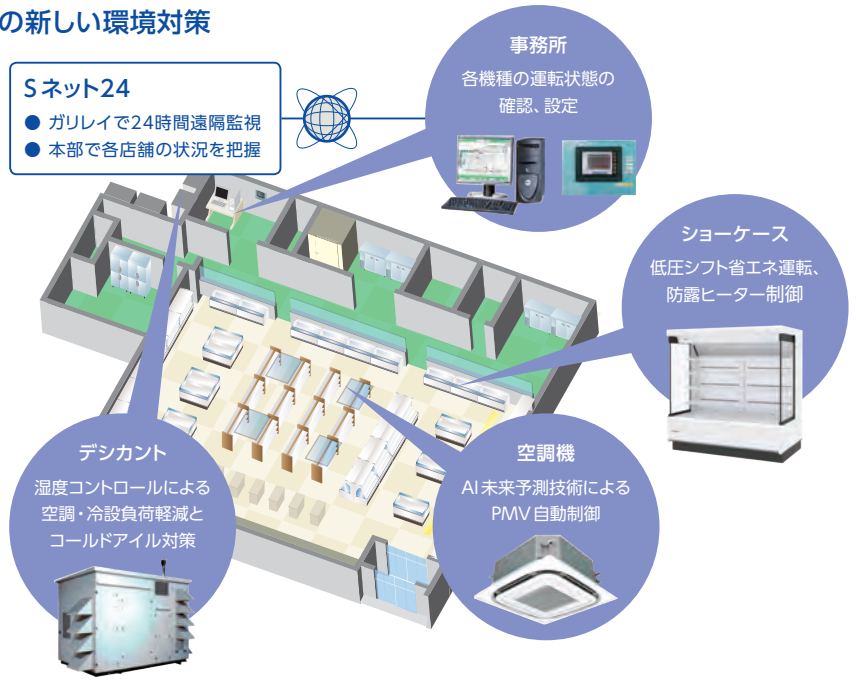 の新しい環境対策
Sネット24
● ガリレイで24時間遠隔監視
● 本部で各店舗の状況を把握
事務所
各機種の運転状態の
確認、設定
ショーケース
低圧シフト省エネ運転、
防露ヒーター制御
デシカント
湿度コントロールによる
空調・冷設負荷軽減と
コールドアイル対策
空調機
AI未来予測技術による
PMV自動制御